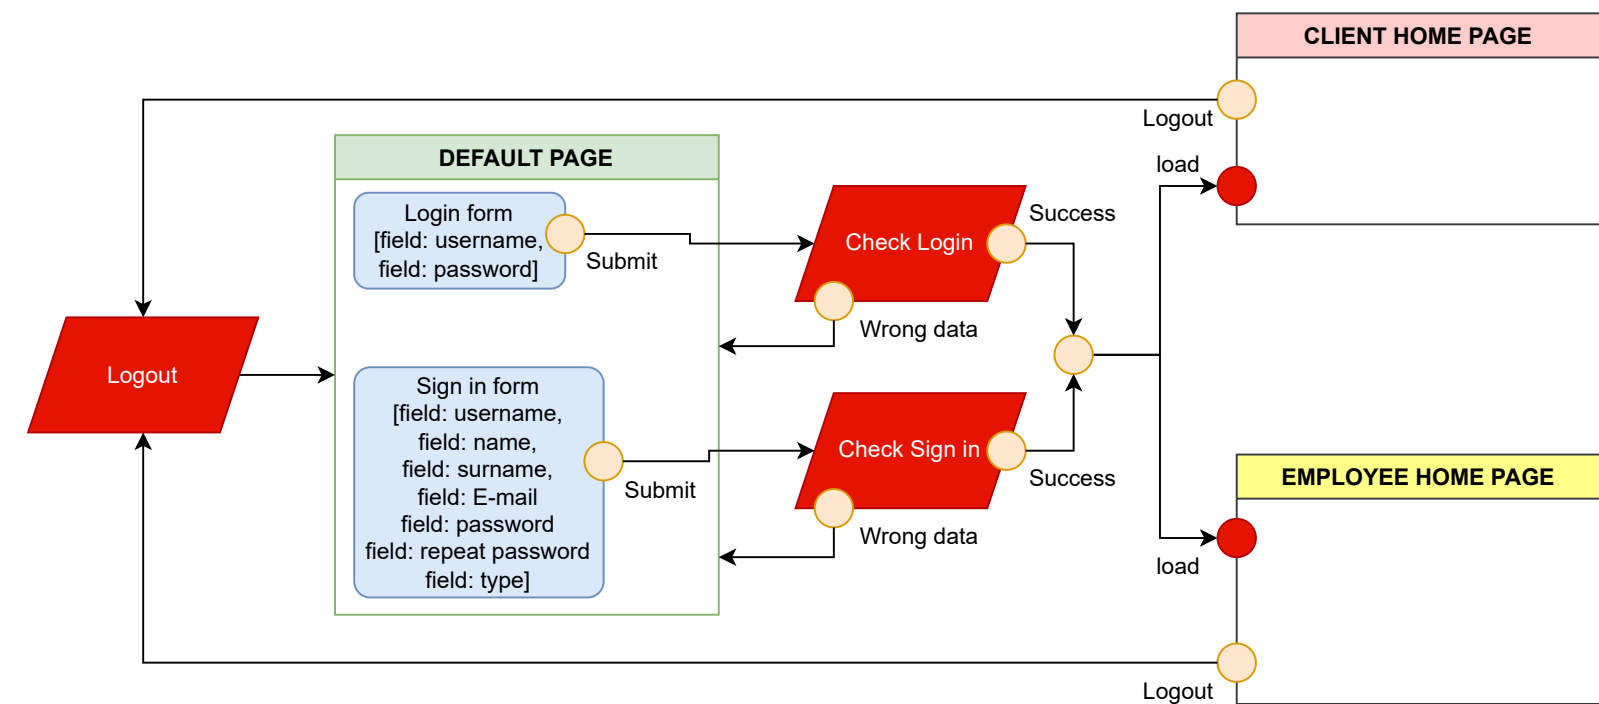 CLIENT HOME PAGE
Logout
load
DEFAULT PAGE
Login form
[field: username,
field: password]
Submit
Check Login
Success
Wrong data
Logout
Sign in form
[field: username,
field: name,
field: surname,
field: E-mail
field: password
field: repeat password
field: type]
Submit
Check Sign in
Success
Wrong data
EMPLOYEE HOME PAGE
load
Logout